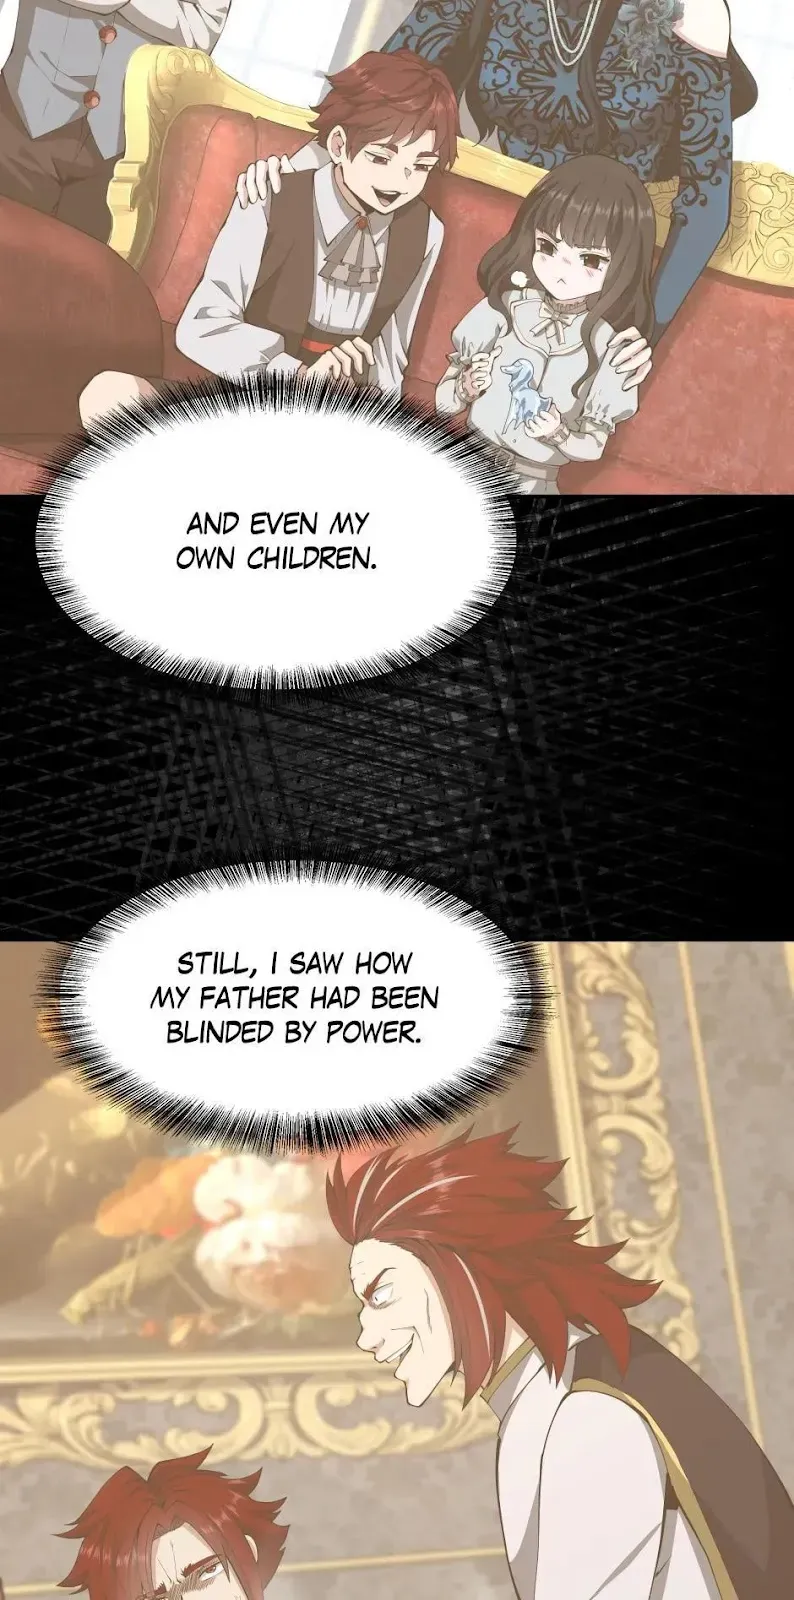 AND EVEN MY
OWN CHILDREN.
STILL, I SAW HOW
MY FATHER HAD BEEN
BLINDED BY POWER.